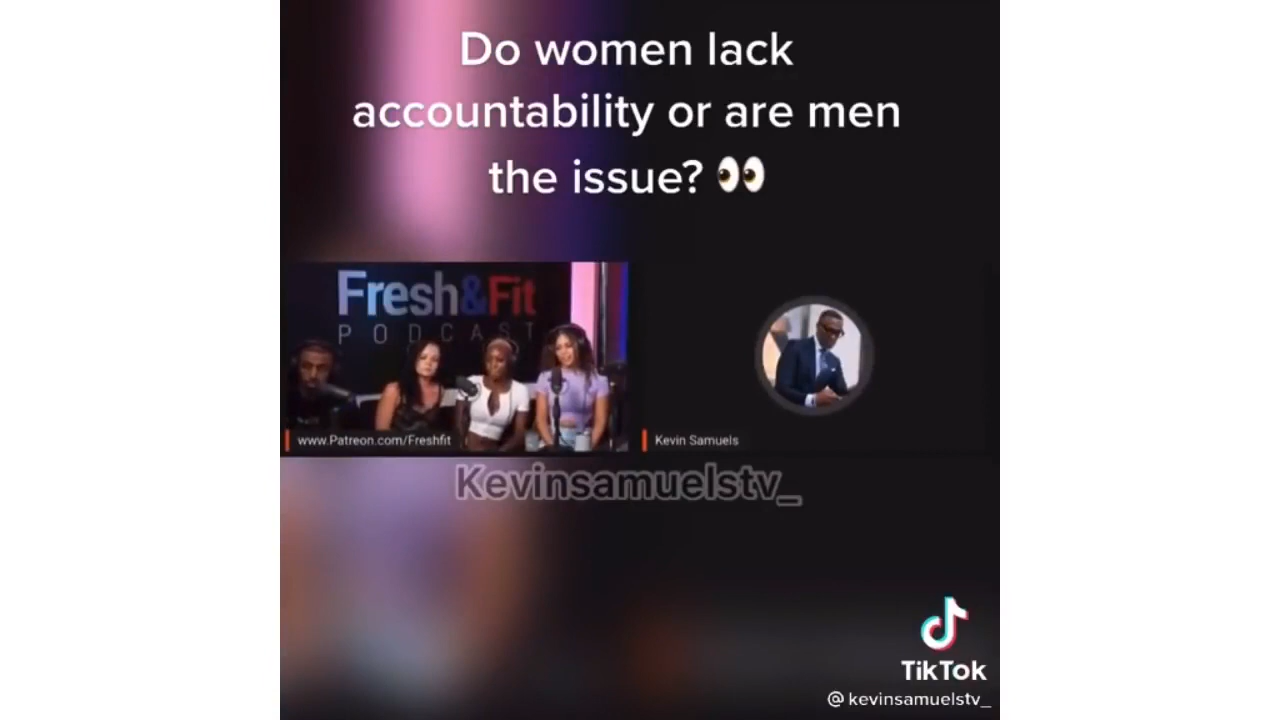 Do women lack
accountability or are men
the issue? 👀
Fresh&Fit
PODCAST
www.Patreon.com/Freshfit
Kevin Samuels
Kevinsamuelstv_
TikTok
@kevinsamuelstv_